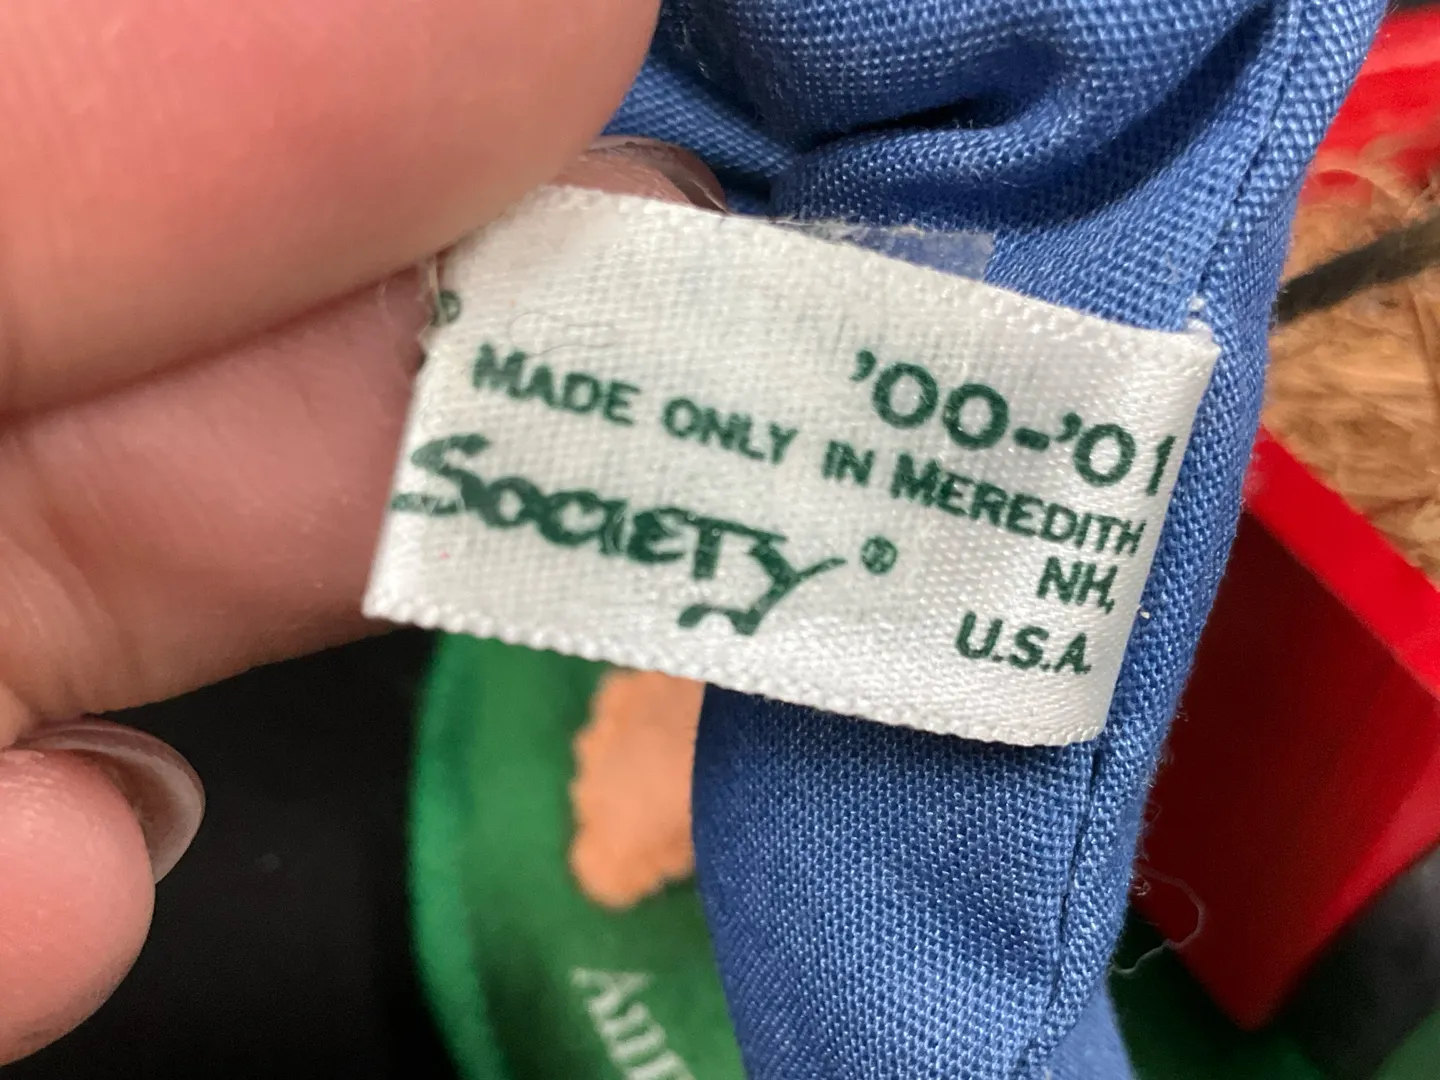 ®
'00-'01
MADE ONLY IN MEREDITH
NH,
U.S.A.
SOCIETY®